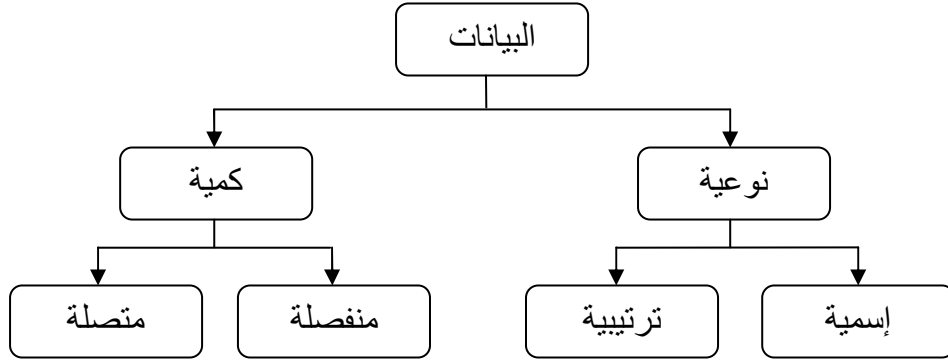 البيانات
نوعية
كمية
إسمية
ترتيبية
منفصلة
متصلة